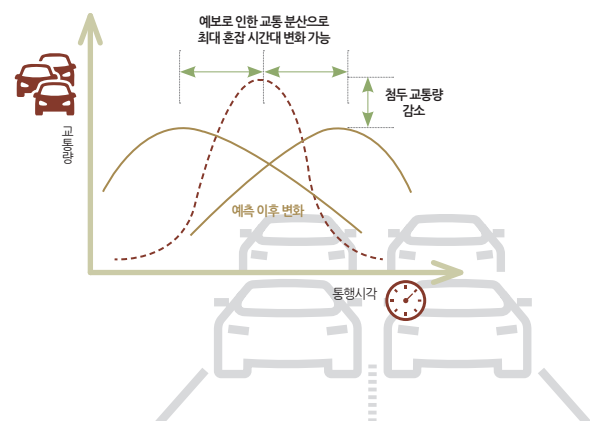 예보로 인한 교통 분산으로
최대 혼잡 시간대 변화 가능
첨두 교통량
감소
교통량
예측 이후 변화
통행시각